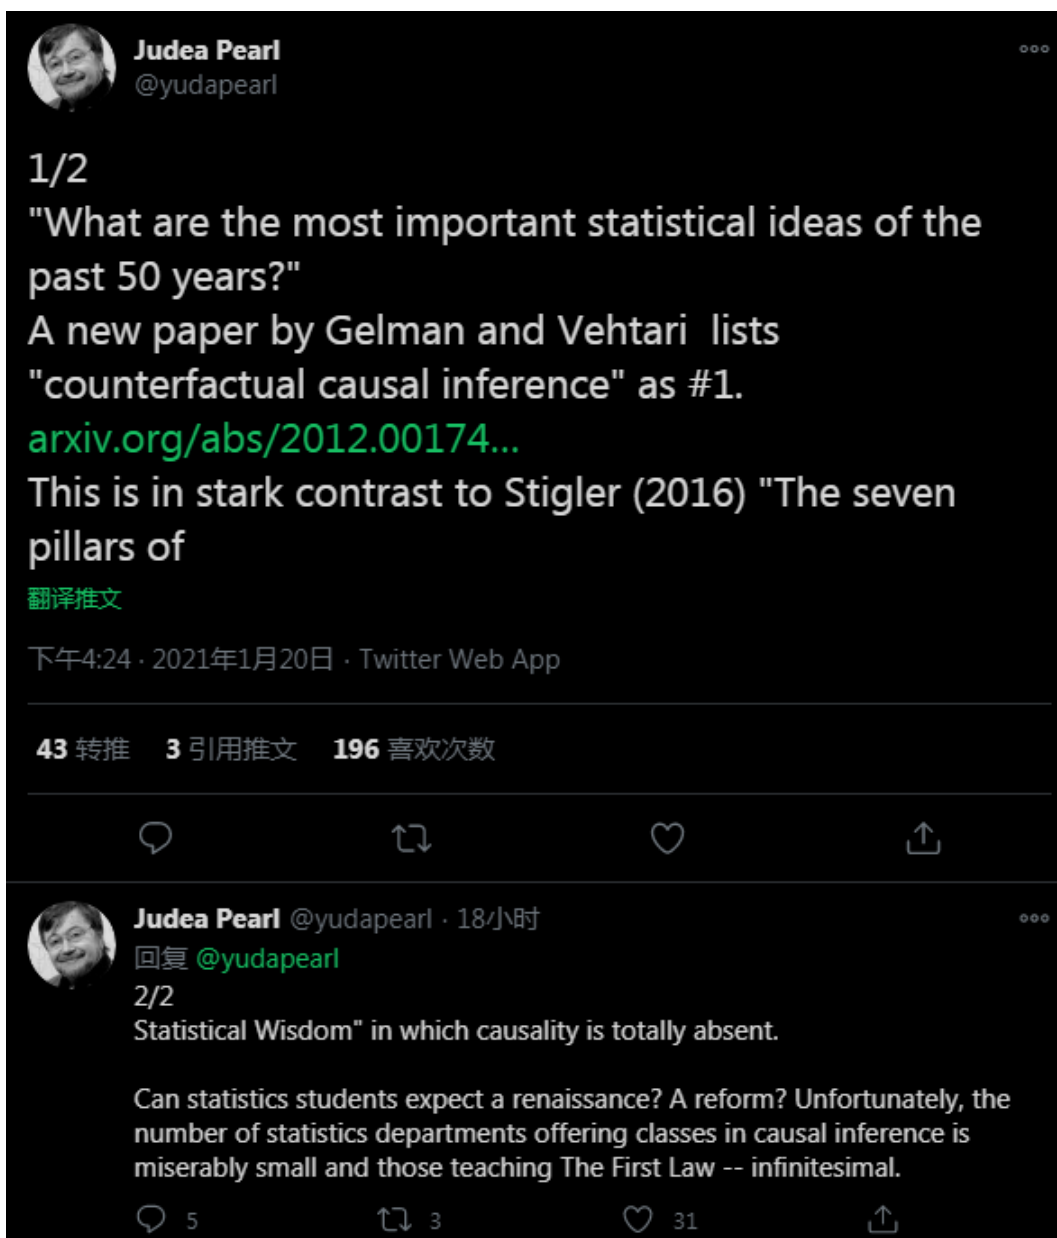 Judea Pearl
@yudapearl
1/2
"What are the most important statistical ideas of the
past 50 years?"
A new paper by Gelman and Vehtari  lists
"counterfactual causal inference" as #1.
arxiv.org/abs/2012.00174…
This is in stark contrast to Stigler (2016) "The seven
pillars of
翻译推文
下午4:24 · 2021年1月20日 · Twitter Web App
43 转推 3 引用推文 196 喜欢次数
Judea Pearl @yudapearl · 18小时
回复 @yudapearl
2/2
Statistical Wisdom" in which causality is totally absent.
Can statistics students expect a renaissance? A reform? Unfortunately, the
number of statistics departments offering classes in causal inference is
miserably small and those teaching The First Law -- infinitesimal.
5 3 31